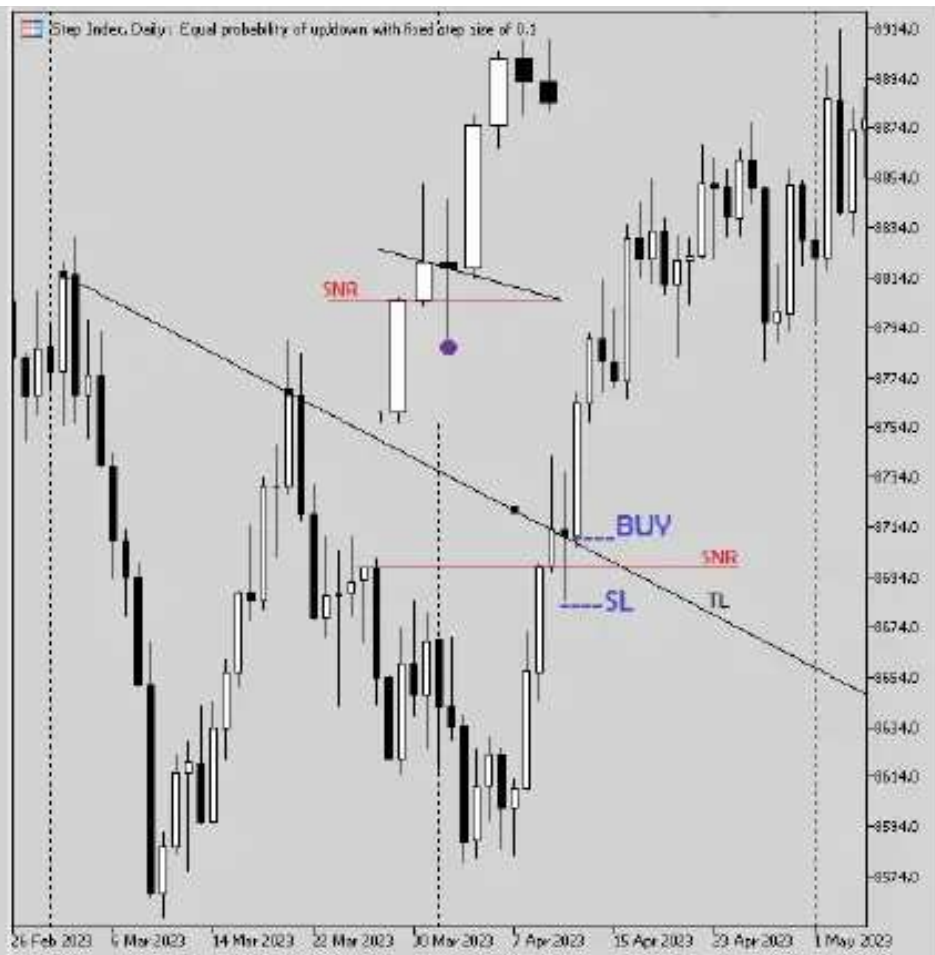 Step Index, Daily: Equal probability of up/down with fixed step size of 0.1
8914.0
8894.0
8874.0
8854.0
8834.0
8814.0
8794.0
8774.0
8754.0
8734.0
8714.0
8694.0
8674.0
8654.0
8634.0
8614.0
8594.0
8574.0
SNR
BUY
SNR
SL
TL
26 Feb 2023
6 Mar 2023
14 Mar 2023
22 Mar 2023
30 Mar 2023
7 Apr 2023
15 Apr 2023
23 Apr 2023
1 May 2023